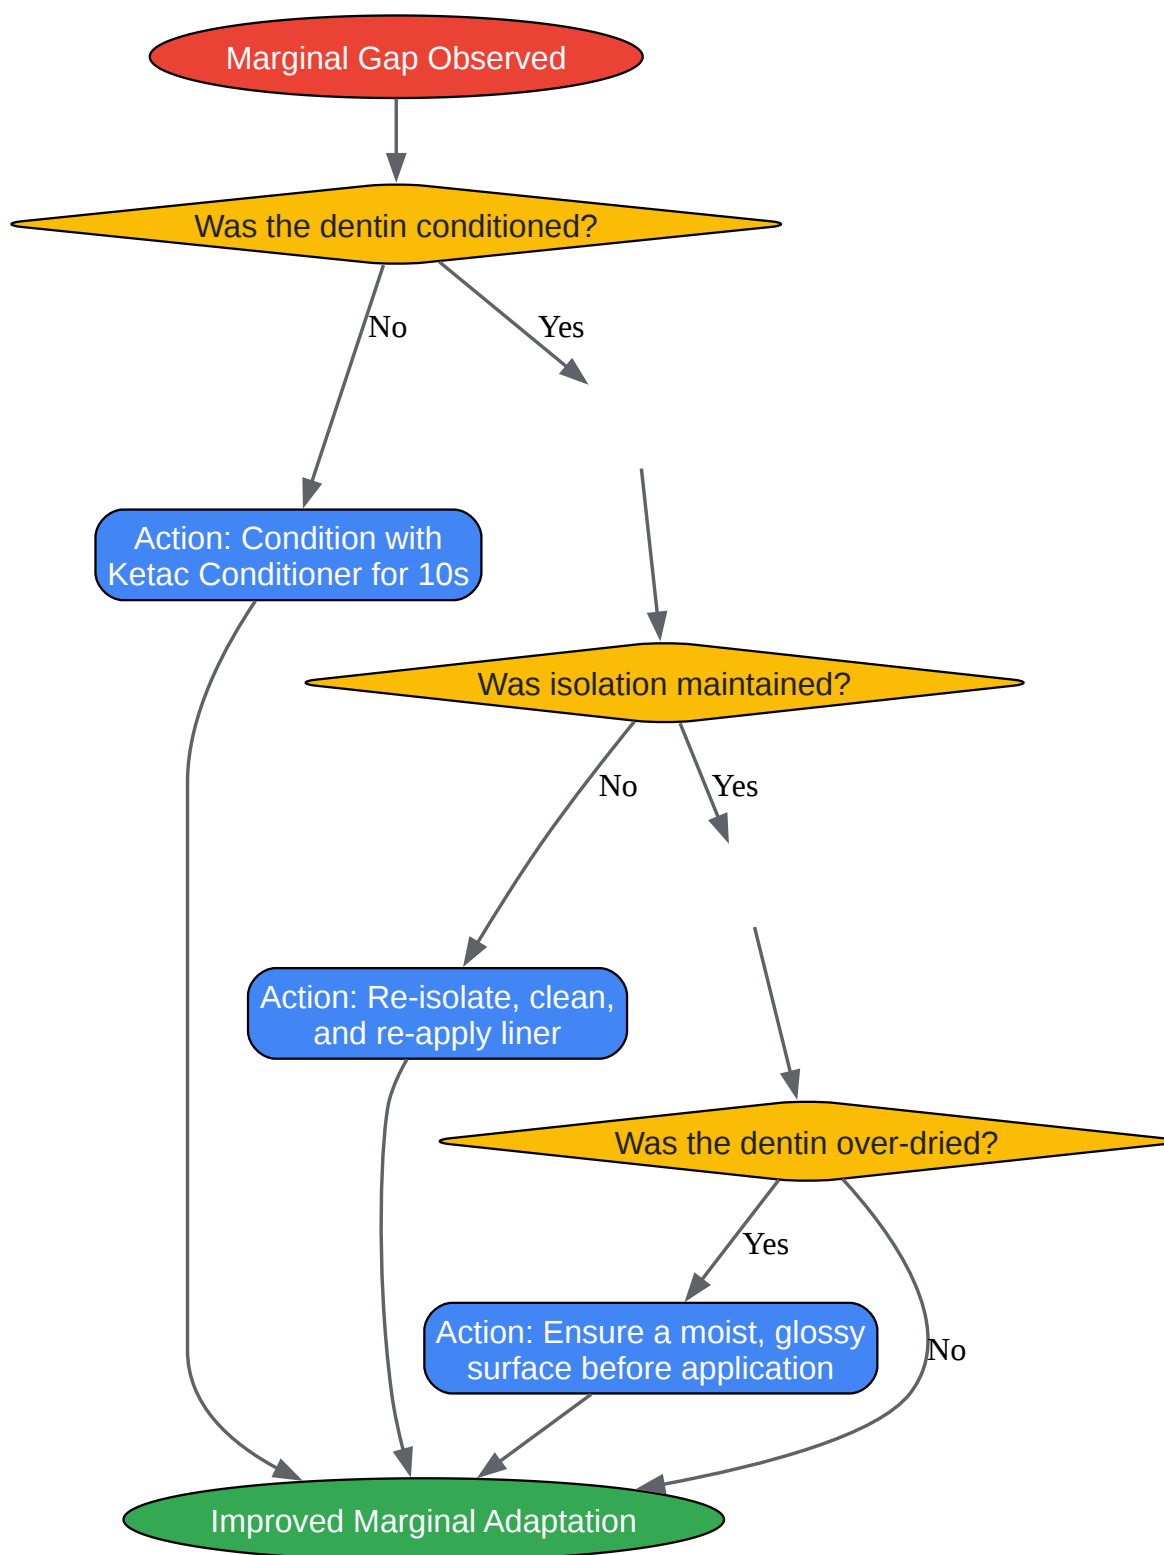 Marginal Gap Observed
Was the dentin conditioned?
No
Yes
Action: Condition with
Ketac Conditioner for 10s
Was isolation maintained?
No
Yes
Action: Re-isolate, clean,
and re-apply liner
Was the dentin over-dried?
Yes
Action: Ensure a moist, glossy
surface before application
No
Improved Marginal Adaptation